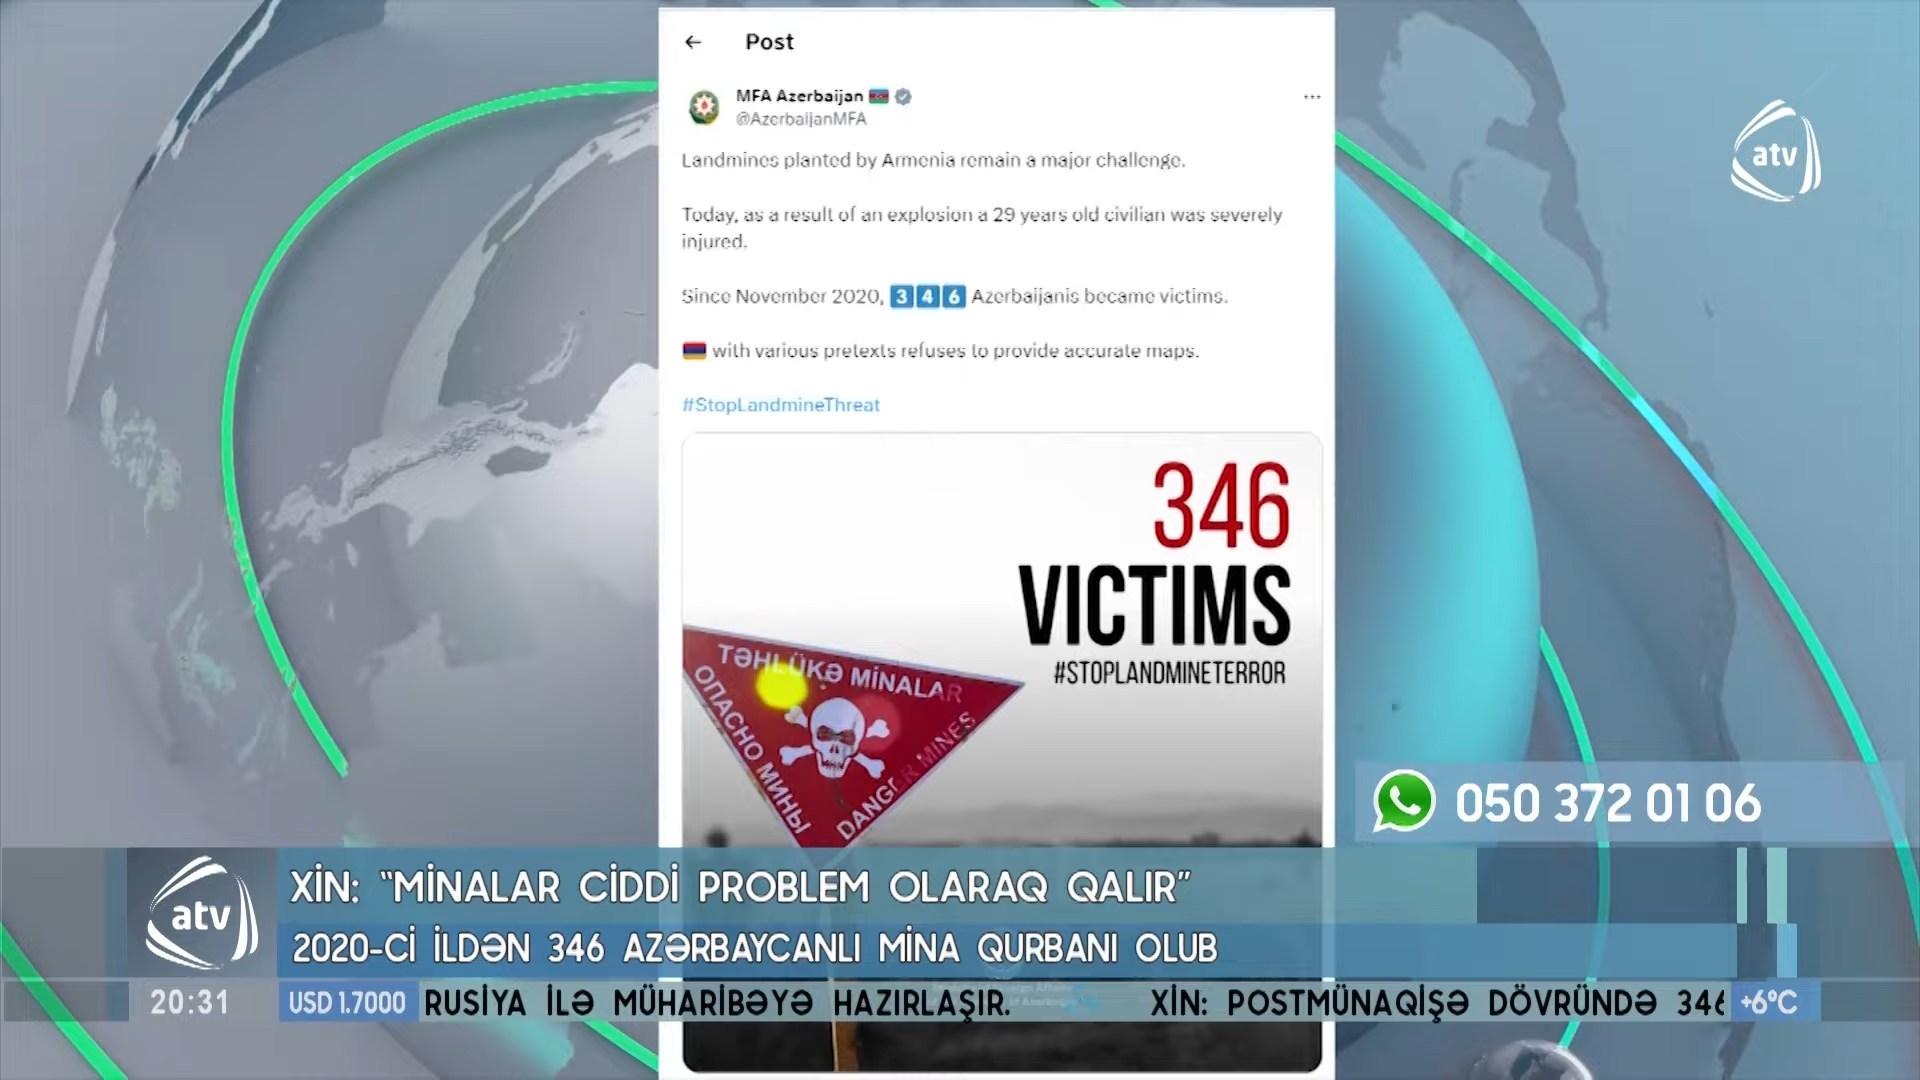 Post
MFA Azerbaijan
@AzerbaijanMFA
Landmines planted by Armenia remain a major challenge.
Today, as a result of an explosion a 29 years old civilian was severely
injured.
Since November 2020, 346 Azerbaijanis became victims.
with various pretexts refuses to provide accurate maps.
#StopLandmineThreat
346
VICTIMS
#STOPLANDMINETERROR
TƏHLÜKƏ MİNALAR
ОПАСНО МИНЫ
DANGER MINES
atv
050 372 01 06
atv
XİN: “MİNALAR CİDDİ PROBLEM OLARAQ QALIR”
2020-Cİ İLDƏN 346 AZƏRBAYCANLI MİNA QURBANI OLUB
20:31 USD 1.7000 RUSİYA İLƏ MÜHARİBƏYƏ HAZIRLAŞIR. XİN: POSTMÜNAQİŞƏ DÖVRÜNDƏ 346 +6°C